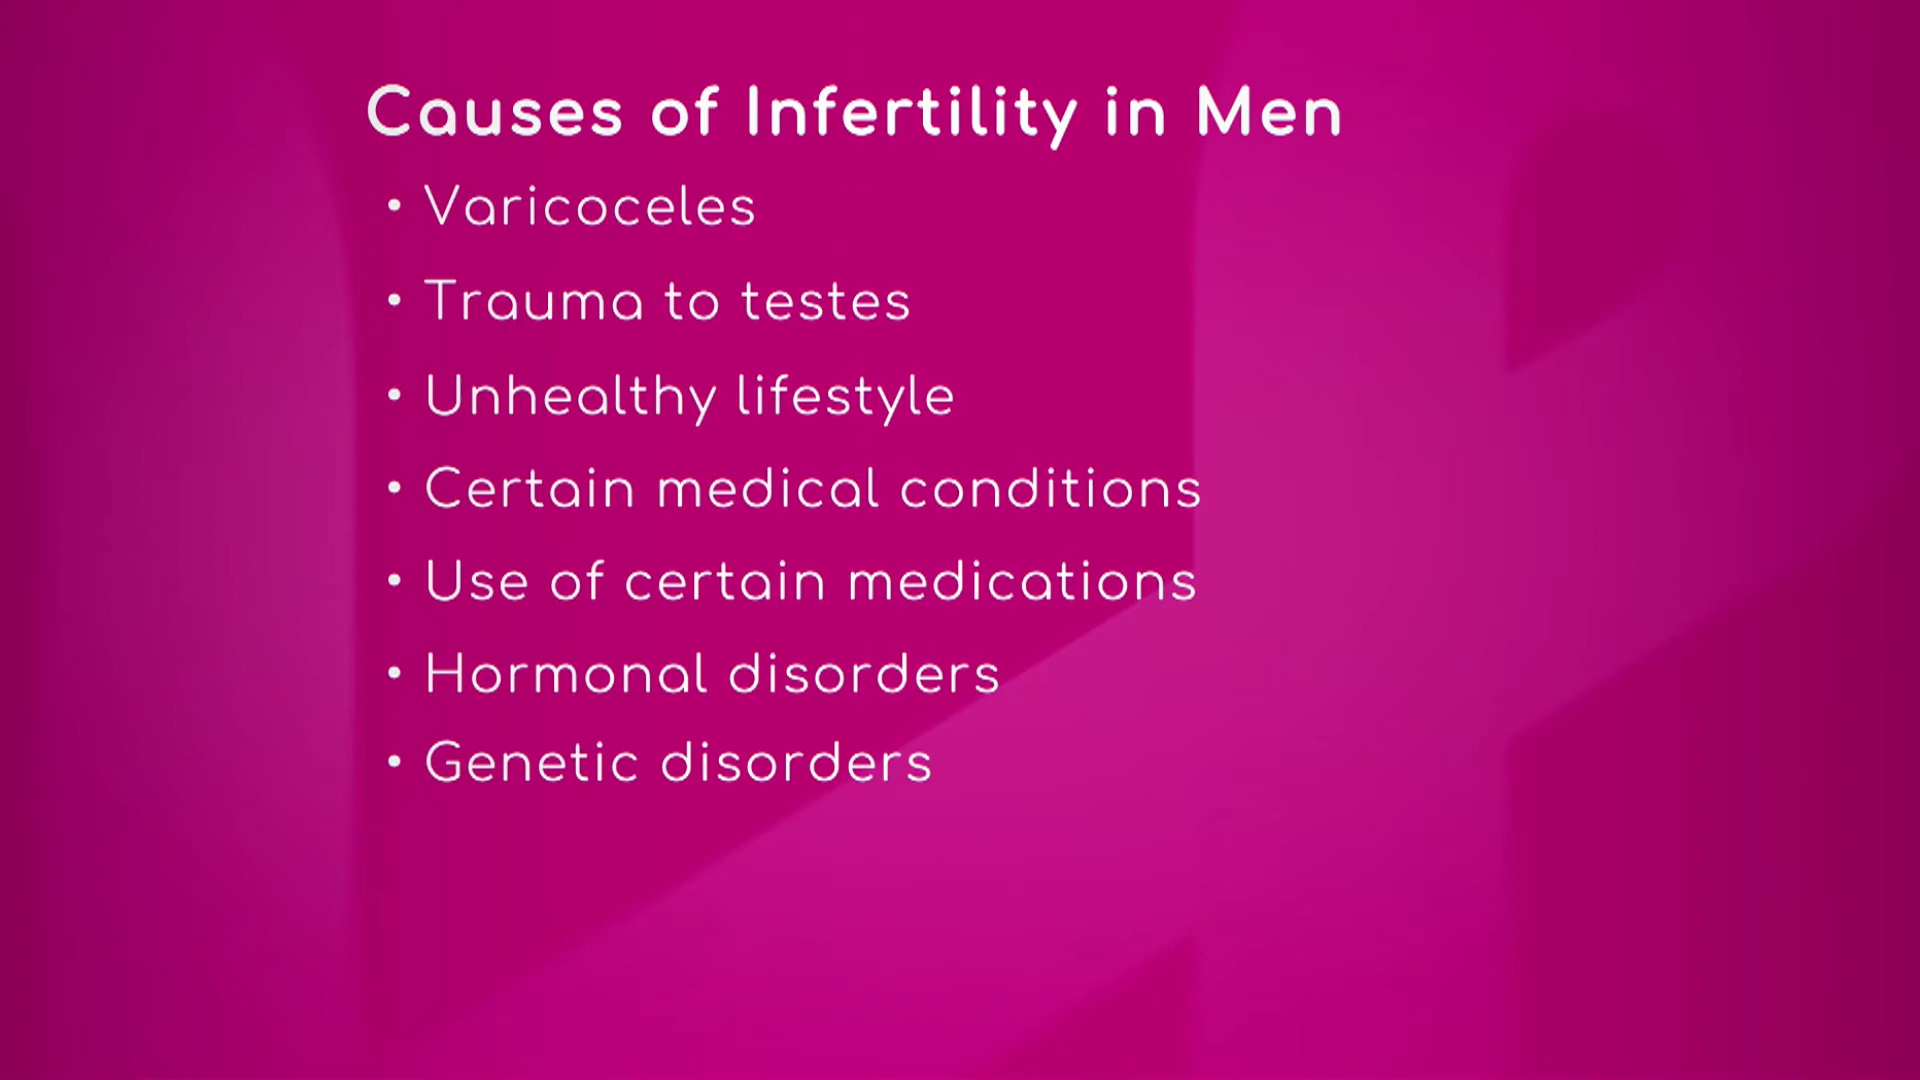 Causes of Infertility in Men
• Varicoceles
• Trauma to testes
• Unhealthy lifestyle
• Certain medical conditions
• Use of certain medications
• Hormonal disorders
• Genetic disorders